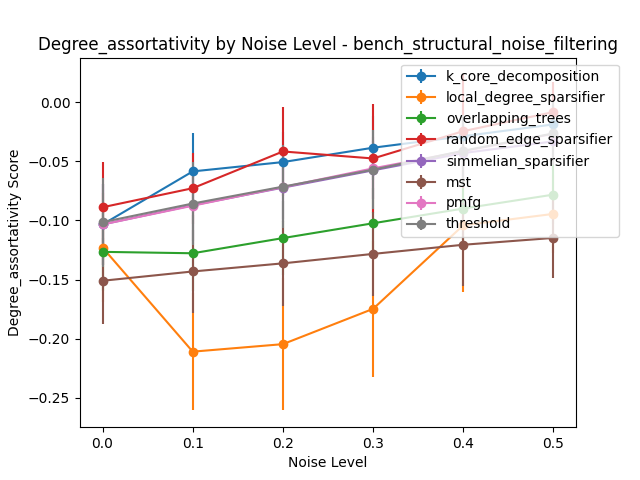 Degree_assortativity by Noise Level - bench_structural_noise_filtering
Degree_assortativity Score
0.00
−0.05
−0.10
−0.15
−0.20
−0.25
k_core_decomposition
local_degree_sparsifier
overlapping_trees
random_edge_sparsifier
simmelian_sparsifier
mst
pmfg
threshold
0.0 0.1 0.2 0.3 0.4 0.5
Noise Level